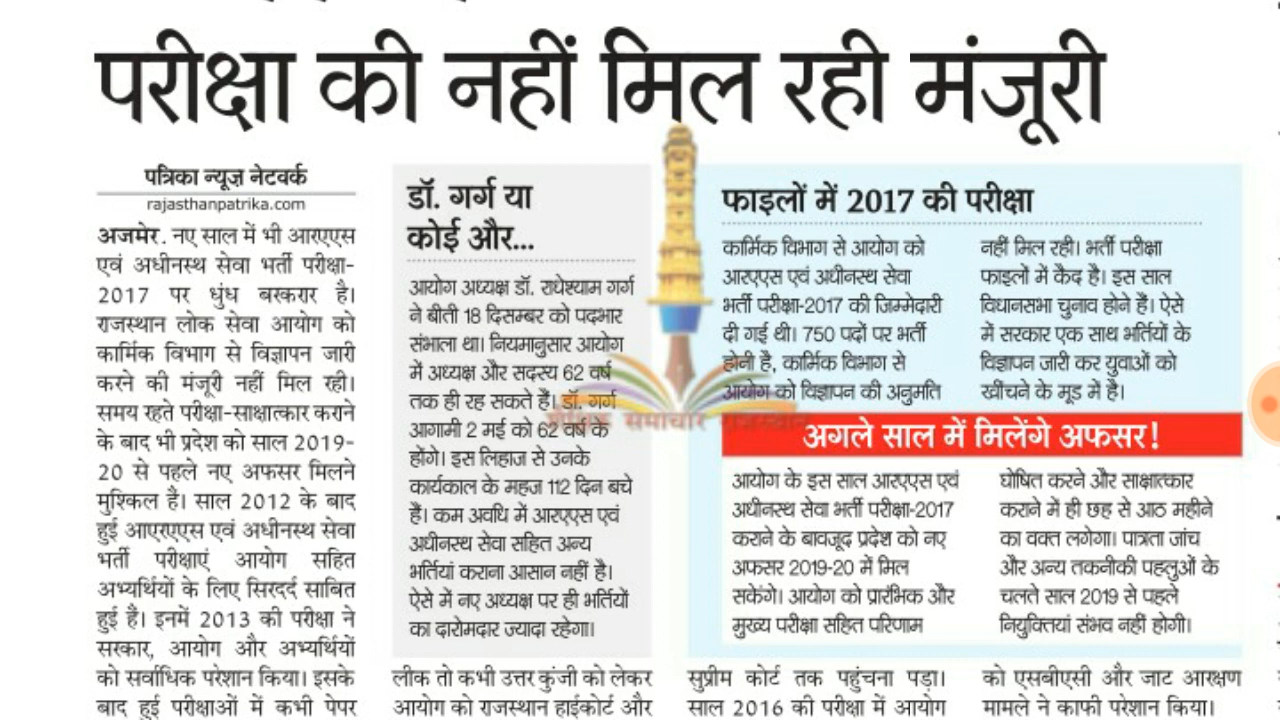 परीक्षा की नहीं मिल रही मंजूरी
पत्रिका न्यूज़ नेटवर्क
rajasthanpatrika.com
अजमेर. नए साल में भी आरएएस
एवं अधीनस्थ सेवा भर्ती परीक्षा-
2017 पर धुंध बरकरार है।
राजस्थान लोक सेवा आयोग को
कार्मिक विभाग से विज्ञापन जारी
करने की मंजूरी नहीं मिल रही।
समय रहते परीक्षा-साक्षात्कार कराने
के बाद भी प्रदेश को साल 2019-
20 से पहले नए अफसर मिलने
मुश्किल हैं। साल 2012 के बाद
हुई आएरएएस एवं अधीनस्थ सेवा
भर्ती परीक्षाएं आयोग सहित
अभ्यर्थियों के लिए सिरदर्द साबित
हुई हैं। इनमें 2013 की परीक्षा ने
सरकार, आयोग और अभ्यर्थियों
को सर्वाधिक परेशान किया। इसके
बाद हुई परीक्षाओं में कभी पेपर
डॉ. गर्ग या
कोई और...
आयोग अध्यक्ष डॉ. राधेश्याम गर्ग
ने बीती 18 दिसम्बर को पदभार
संभाला था। नियमानुसार आयोग
में अध्यक्ष और सदस्य 62 वर्ष
तक ही रह सकते हैं। डॉ. गर्ग
आगामी 2 मई को 62 वर्ष के
होंगे। इस लिहाज से उनके
कार्यकाल के महज 112 दिन बचे
हैं। कम अवधि में आरएएस एवं
अधीनस्थ सेवा सहित अन्य
भर्तियां कराना आसान नहीं है।
ऐसे में नए अध्यक्ष पर ही भर्तियों
का दारोमदार ज्यादा रहेगा।
लीक तो कभी उत्तर कुंजी को लेकर
आयोग को राजस्थान हाईकोर्ट और
फाइलों में 2017 की परीक्षा
कार्मिक विभाग से आयोग को
आरएएस एवं अधीनस्थ सेवा
भर्ती परीक्षा-2017 की जिम्मेदारी
दी गई थी। 750 पदों पर भर्ती
होनी है, कार्मिक विभाग से
आयोग को विज्ञापन की अनुमति
नहीं मिल रही। भर्ती परीक्षा
फाइलों में कैद है। इस साल
विधानसभा चुनाव होने हैं। ऐसे
में सरकार एक साथ भर्तियों के
विज्ञापन जारी कर युवाओं को
खींचने के मूड में है।
समाचार राजस्थान
अगले साल में मिलेंगे अफसर!
आयोग के इस साल आरएएस एवं
अधीनस्थ सेवा भर्ती परीक्षा-2017
कराने के बावजूद प्रदेश को नए
अफसर 2019-20 में मिल
सकेंगे। आयोग को प्रारंभिक और
मुख्य परीक्षा सहित परिणाम
घोषित करने और साक्षात्कार
कराने में ही छह से आठ महीने
का वक्त लगेगा। पात्रता जांच
और अन्य तकनीकी पहलुओं के
चलते साल 2019 से पहले
नियुक्तियां संभव नहीं होगी।
सुप्रीम कोर्ट तक पहुंचना पड़ा।
साल 2016 की परीक्षा में आयोग
को एसबीएसी और जाट आरक्षण
मामले ने काफी परेशान किया।